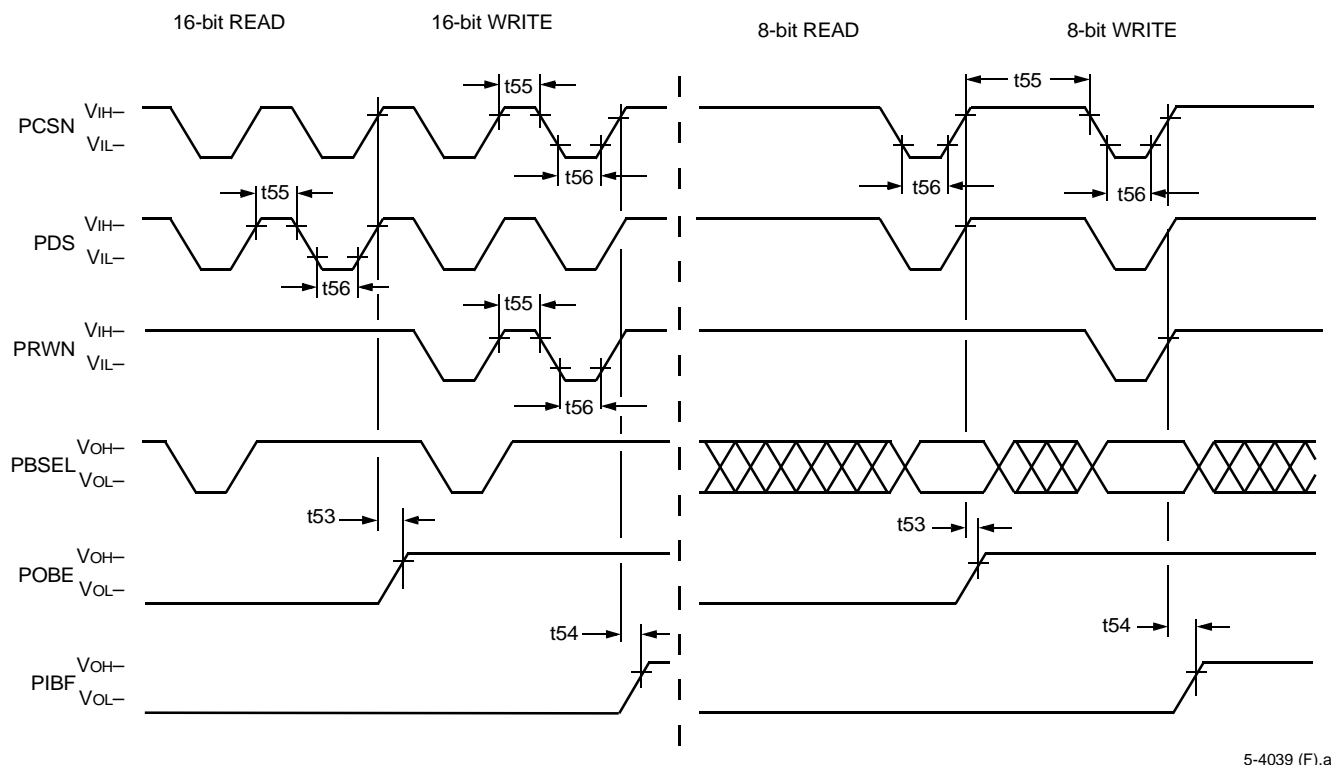 16-bit READ 16-bit WRITE 8-bit READ 8-bit WRITE
t55 t55
PCSN VIH– VIL–
t56 t56 t56
t55
PDS VIH– VIL–
t56
t55
PRWN VIH– VIL–
t56
PBSEL VOH– VOL–
t53 t53
POBE VOH– VOL–
t54 t54
PIBF VOH– VOL–
5-4039 (F).a